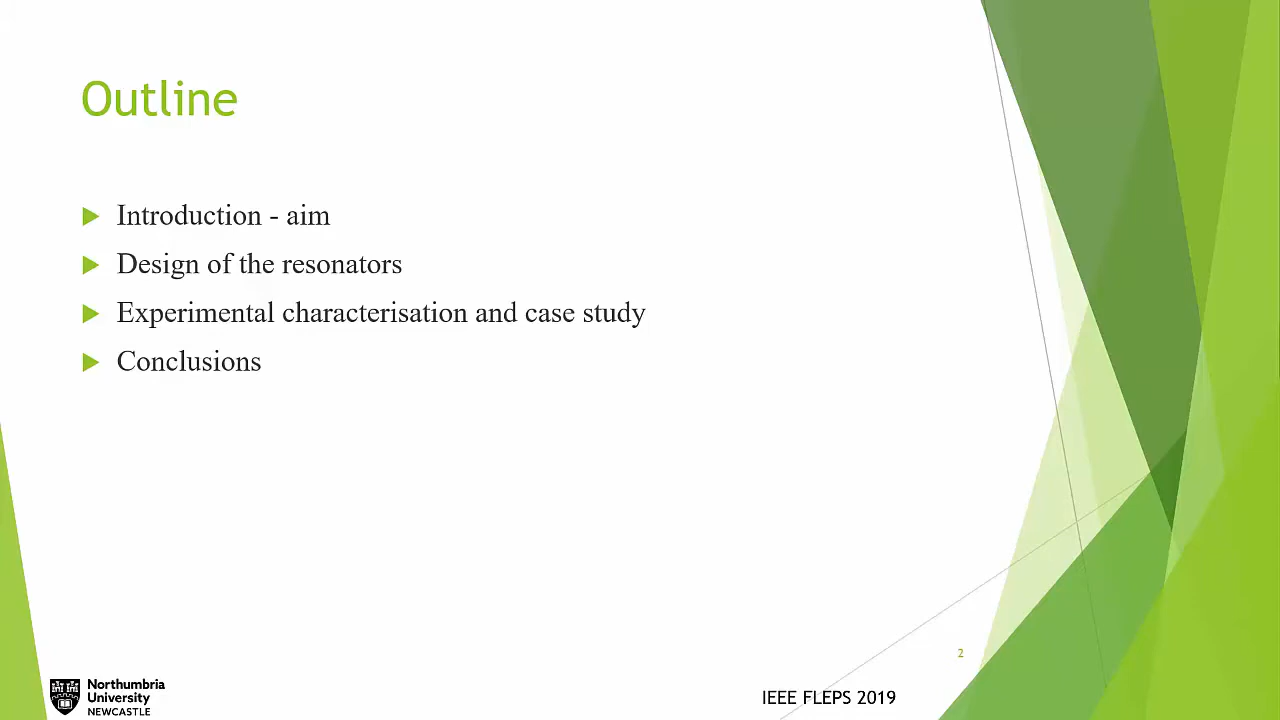 Outline
Introduction - aim
Design of the resonators
Experimental characterisation and case study
Conclusions
2
Northumbria
University
NEWCASTLE
IEEE FLEPS 2019